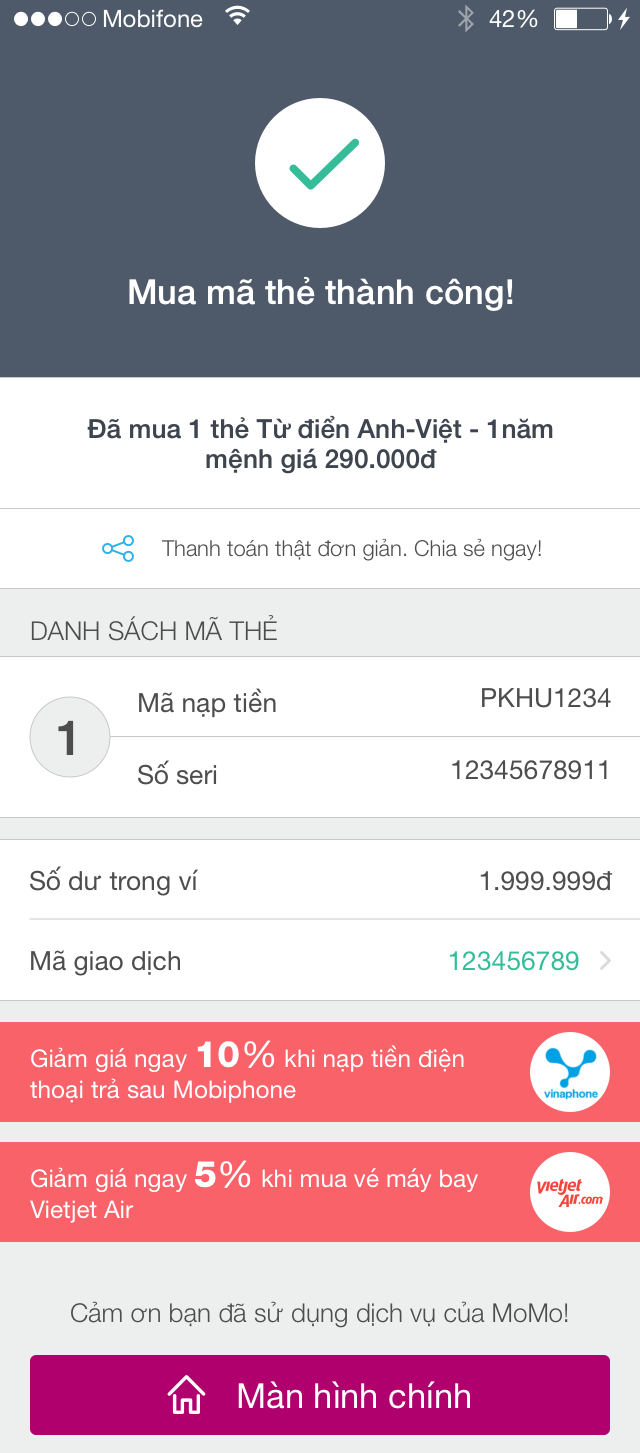 Mobifone 42%
Mua mã thẻ thành công!
Đã mua 1 thẻ Từ điển Anh-Việt - 1năm
mệnh giá 290.000đ
Thanh toán thật đơn giản. Chia sẻ ngay!
DANH SÁCH MÃ THẺ
1
Mã nạp tiền PKHU1234
Số seri 12345678911
Số dư trong ví 1.999.999đ
Mã giao dịch 123456789
Giảm giá ngay 10% khi nạp tiền điện
thoại trả sau Mobiphone
vinaphone
Giảm giá ngay 5% khi mua vé máy bay
Vietjet Air
vietjet
Air.com
Cảm ơn bạn đã sử dụng dịch vụ của MoMo!
Màn hình chính